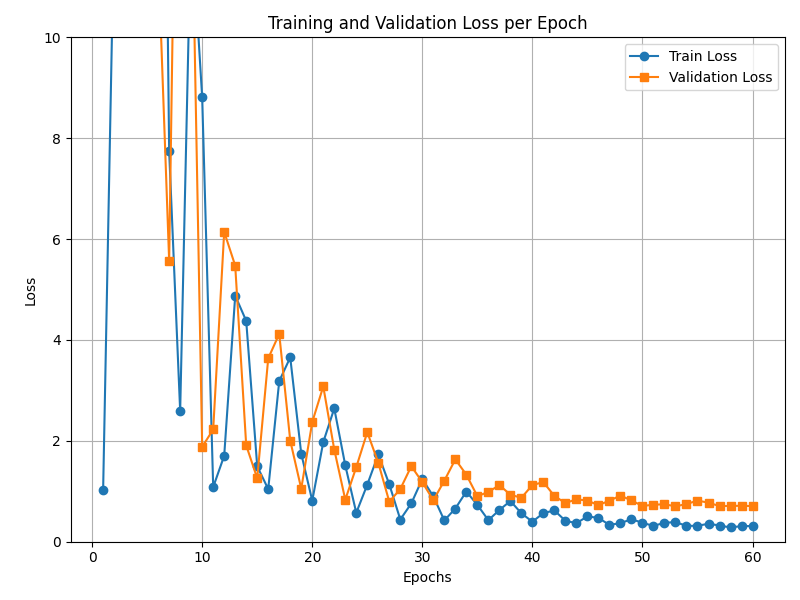 Training and Validation Loss per Epoch
Train Loss
Validation Loss
10
8
6
4
2
0
Loss
0 10 20 30 40 50 60
Epochs